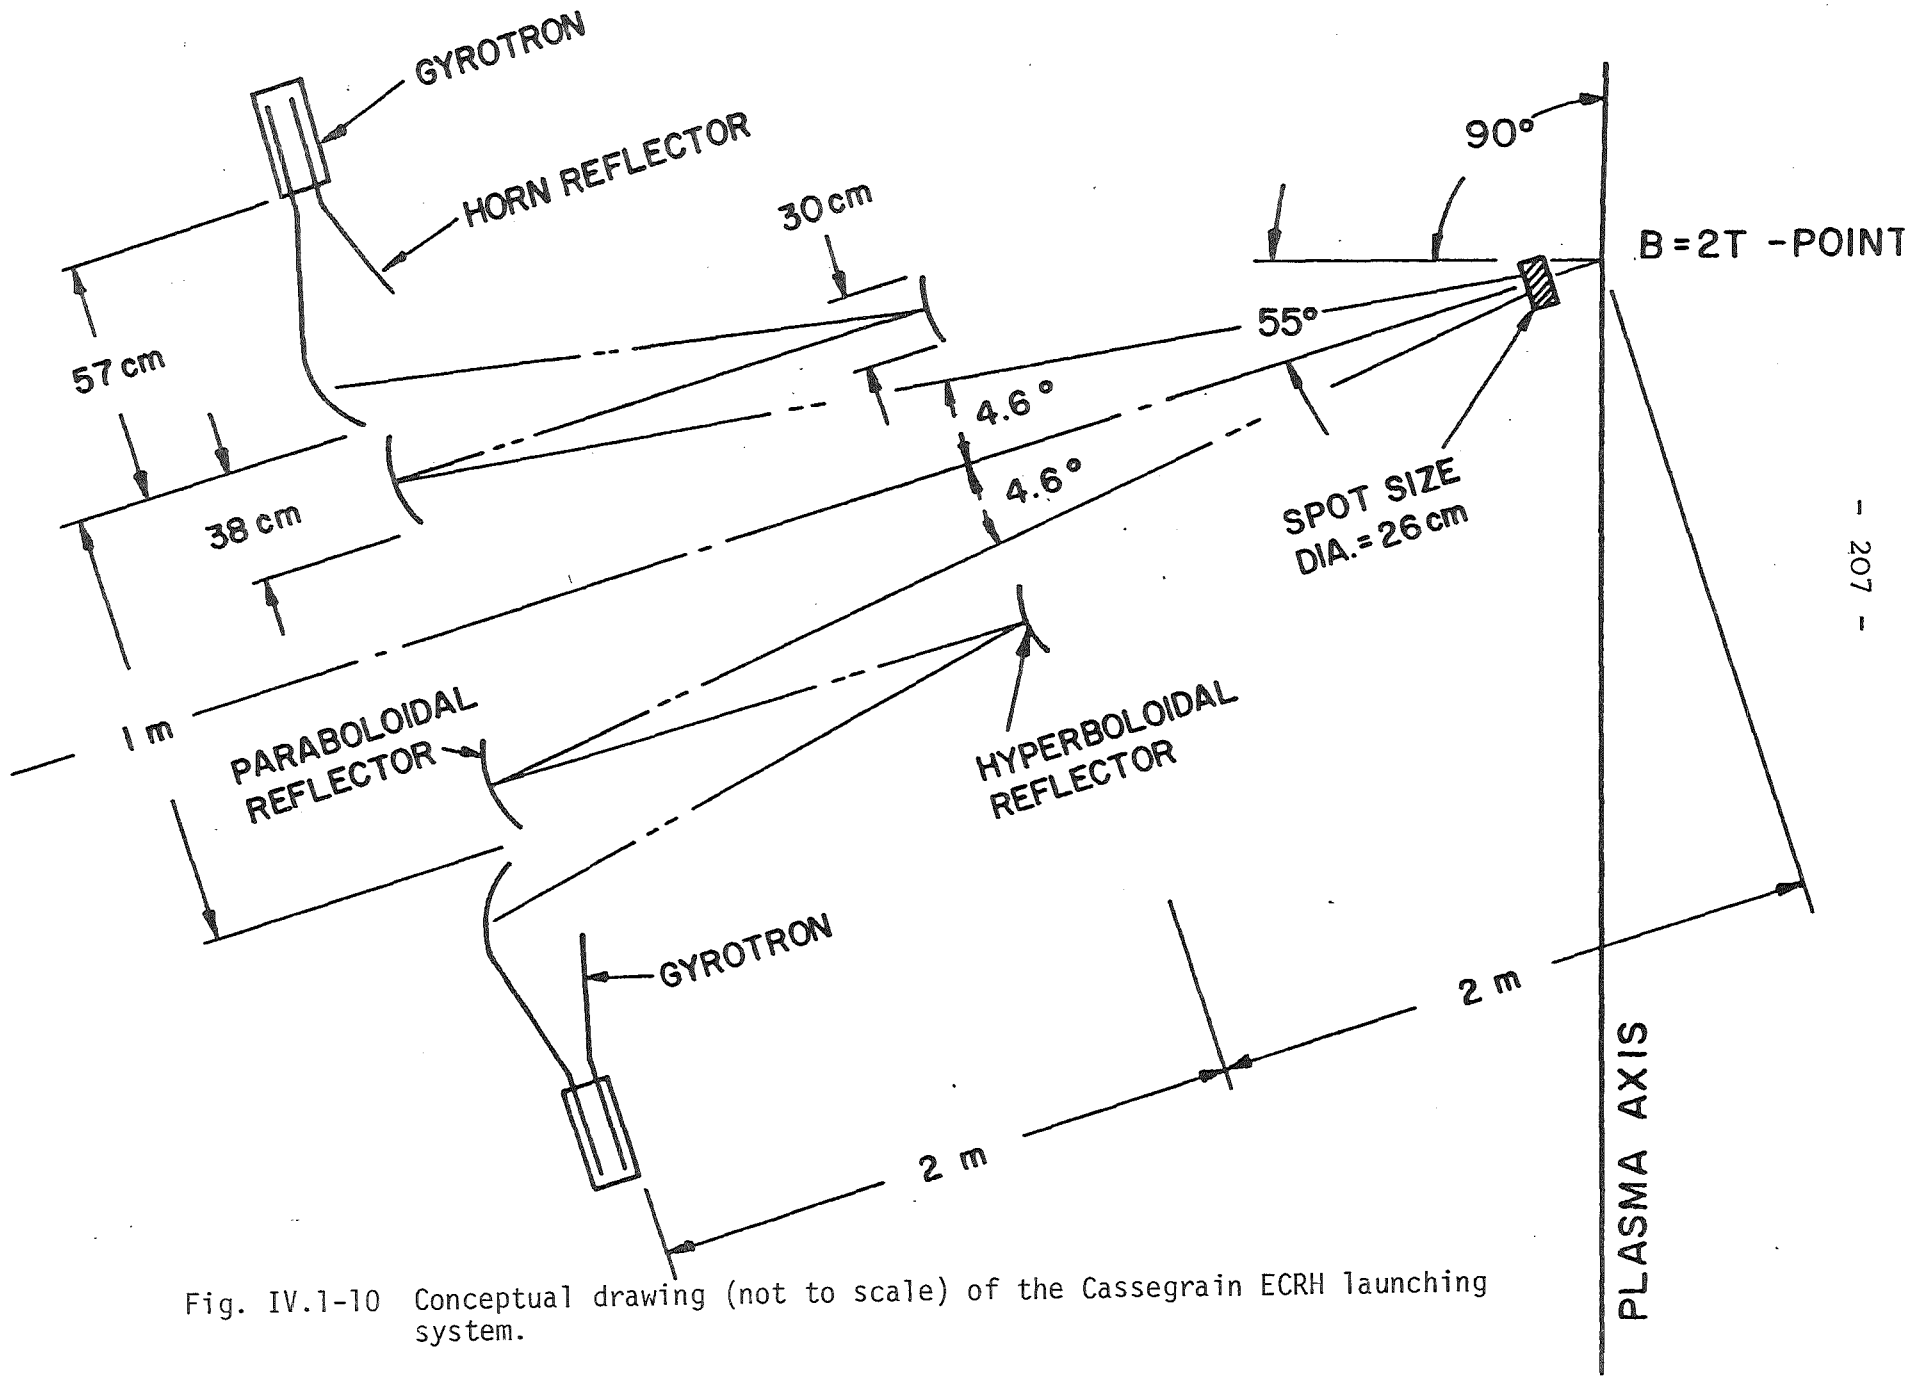 GYROTRON
HORN REFLECTOR
30 cm
90°
B = 2T - POINT
57 cm
55°
4.6°
4.6°
38 cm
SPOT SIZE
DIA. = 26 cm
- 207 -
1 m
PARABOLOIDAL
REFLECTOR
HYPERBOLOIDAL
REFLECTOR
GYROTRON
2 m
2 m
PLASMA AXIS
Fig. IV.1-10 Conceptual drawing (not to scale) of the Cassegrain ECRH launching
system.